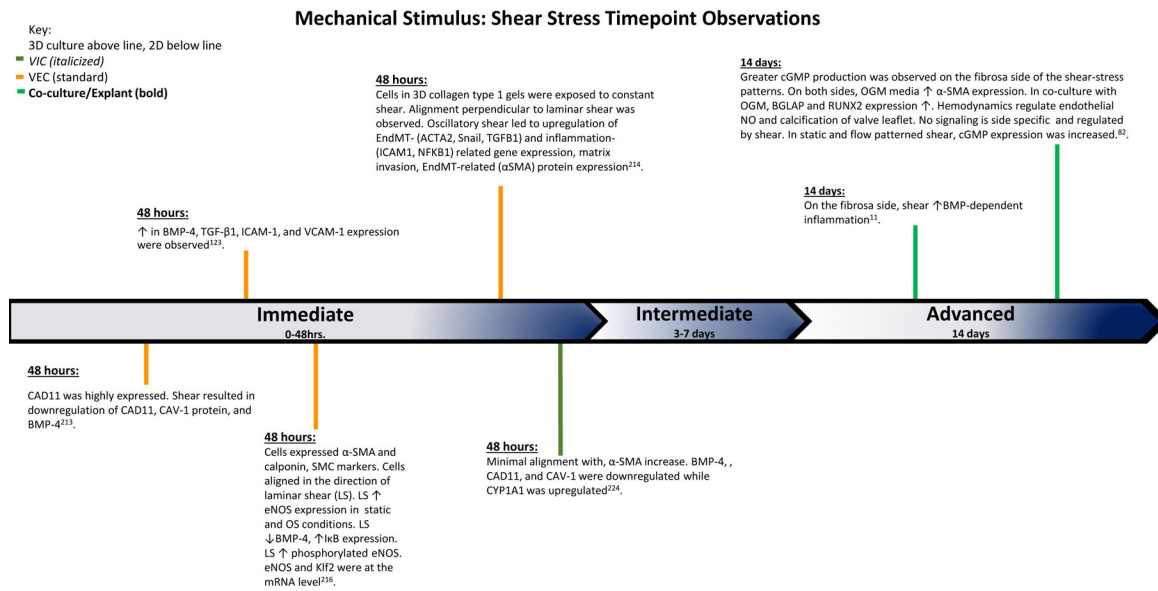 Mechanical Stimulus: Shear Stress Timepoint Observations
Key:
3D culture above line, 2D below line
VIC (italicized)
VEC (standard)
Co-culture/Explant (bold)
48 hours:
↑ in BMP-4, TGF-β1, ICAM-1, and VCAM-1 expression
were observed123.
48 hours:
Cells in 3D collagen type 1 gels were exposed to constant
shear. Alignment perpendicular to laminar shear was
observed. Oscillatory shear led to upregulation of
EndMT- (ACTA2, Snail, TGFB1) and inflammation-
(ICAM1, NFKB1) related gene expression, matrix
invasion, EndMT-related (αSMA) protein expression214.
14 days:
Greater cGMP production was observed on the fibrosa side of the shear-stress
patterns. On both sides, OGM media ↑ α-SMA expression. In co-culture with
OGM, BGLAP and RUNX2 expression ↑. Hemodynamics regulate endothelial
NO and calcification of valve leaflet. No signaling is side specific and regulated
by shear. In static and flow patterned shear, cGMP expression was increased.82.
14 days:
On the fibrosa side, shear ↑BMP-dependent
inflammation11.
Immediate
0-48hrs.
Intermediate
3-7 days
Advanced
14 days
48 hours:
CAD11 was highly expressed. Shear resulted in
downregulation of CAD11, CAV-1 protein, and
BMP-4213.
48 hours:
Cells expressed α-SMA and
calponin, SMC markers. Cells
aligned in the direction of
laminar shear (LS). LS ↑
eNOS expression in static
and OS conditions. LS
↓BMP-4, ↑IκB expression.
LS ↑ phosphorylated eNOS.
eNOS and Klf2 were at the
mRNA level216.
48 hours:
Minimal alignment with, α-SMA increase. BMP-4, ,
CAD11, and CAV-1 were downregulated while
CYP1A1 was upregulated224.